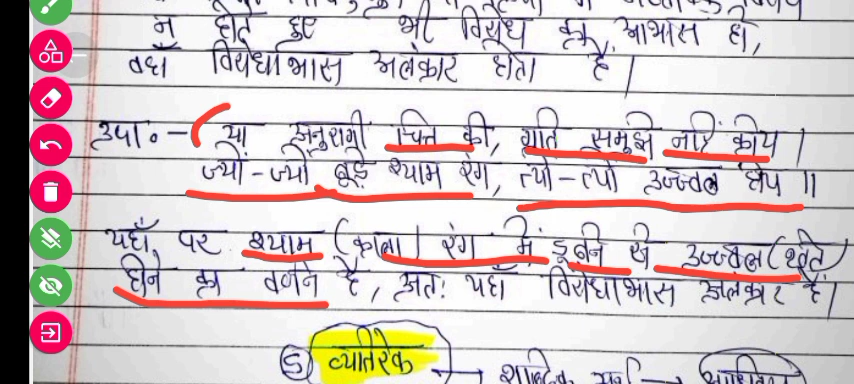 न होते हुए भी विरोध का आभास हो,
वहाँ विरोधाभास अलंकार होता है।
उदा०- (या अनुरागी चित्त की, गति समुझे नाहिं कोय।
ज्यों-ज्यों बूड़े श्याम रंग, त्यों-त्यों उज्ज्वल होय॥
यहाँ पर श्याम (काला) रंग में डूबने से उज्ज्वल (श्वेत
होने का वर्णन है, अतः यहाँ विरोधाभास अलंकार है।
⑤ व्यतिरेक →